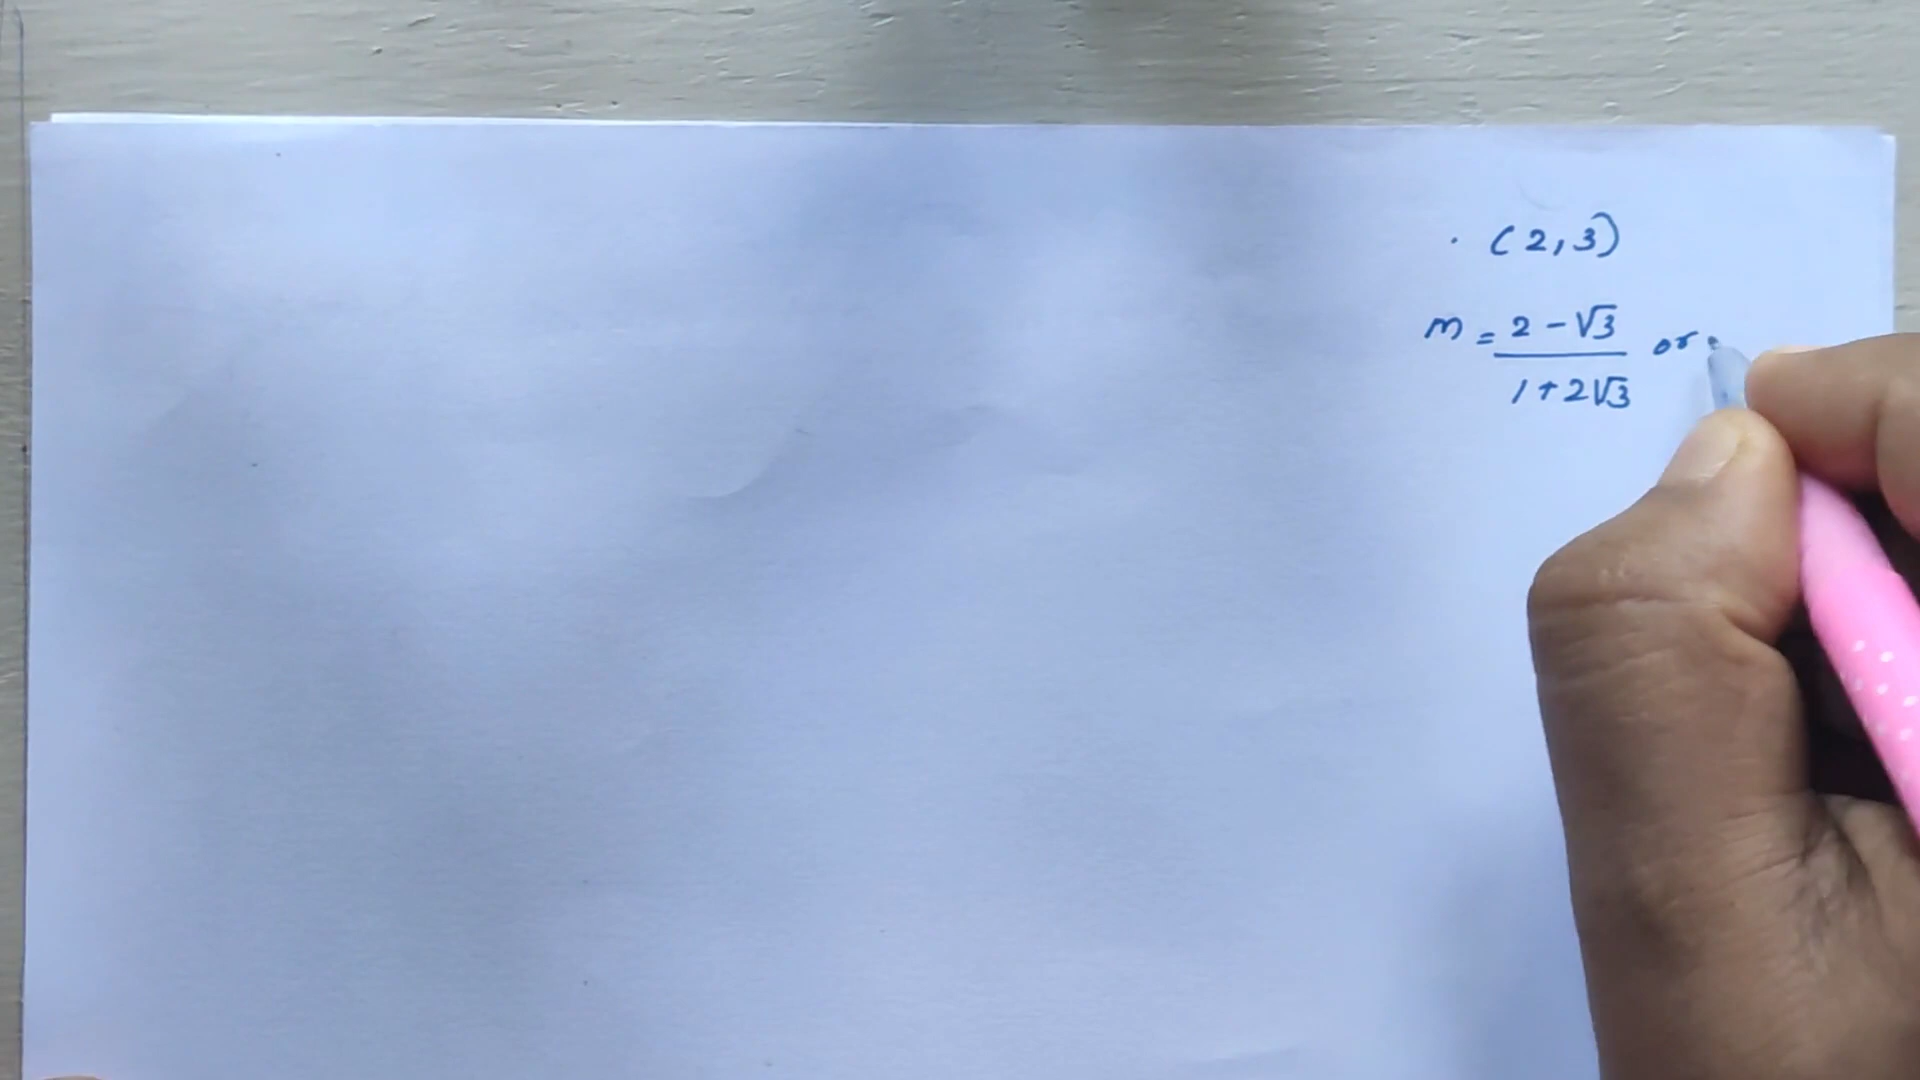 . (2,3)
m = 2 - √3 / 1 + 2√3 or